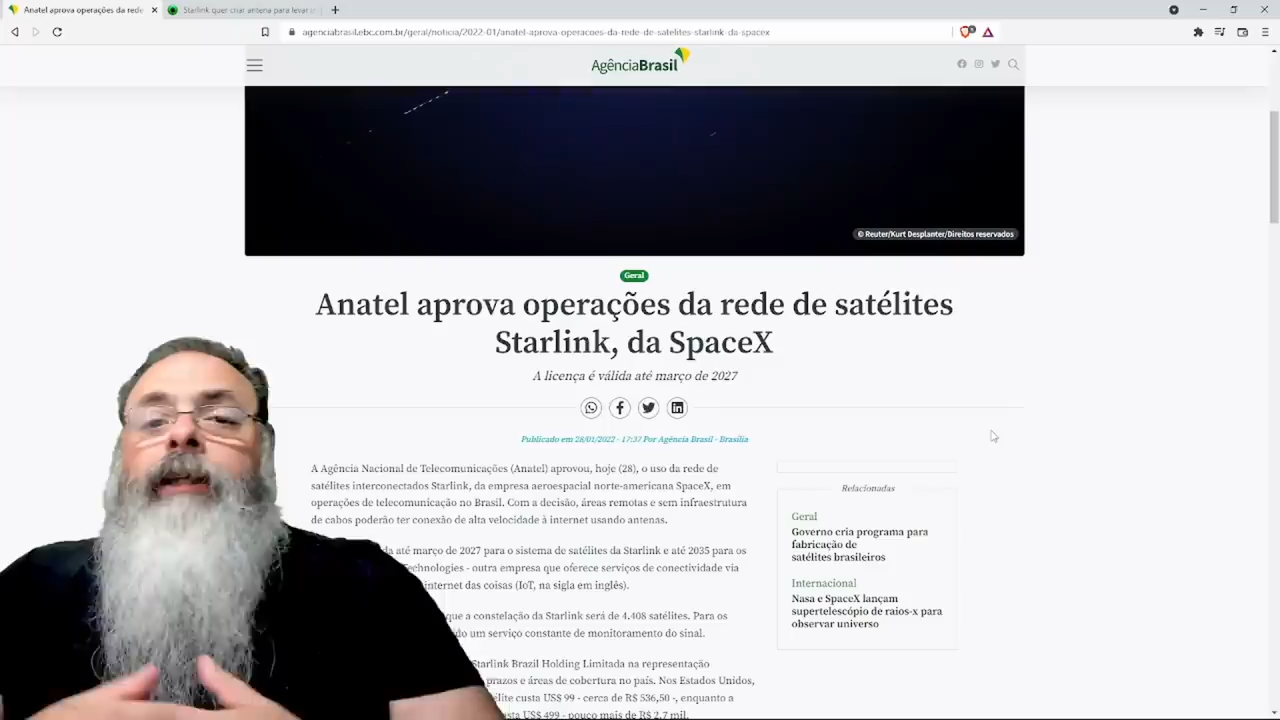 Anatel aprova operações da rede
Starlink quer criar antena para levar
agenciabrasil.ebc.com.br/geral/noticia/2022-01/anatel-aprova-operacoes-da-rede-de-satelites-starlink-da-spacex
AgênciaBrasil
© Reuter/Kurt Desplanter/Direitos reservados
Geral
Anatel aprova operações da rede de satélites
Starlink, da SpaceX
A licença é válida até março de 2027
Publicado em 28/01/2022 - 17:37 Por Agência Brasil - Brasília
A Agência Nacional de Telecomunicações (Anatel) aprovou, hoje (28), o uso da rede de
satélites interconectados Starlink, da empresa aeroespacial norte-americana SpaceX, em
operações de telecomunicação no Brasil. Com a decisão, áreas remotas e sem infraestrutura
de cabos poderão ter conexão de alta velocidade à internet usando antenas.
até março de 2027 para o sistema de satélites da Starlink e até 2035 para os
Technologies - outra empresa que oferece serviços de conectividade via
internet das coisas (IoT, na sigla em inglês).
que a constelação da Starlink será de 4.408 satélites. Para os
um serviço constante de monitoramento do sinal.
Starlink Brazil Holding Limitada na representação
prazos e áreas de cobertura no país. Nos Estados Unidos,
custa US$ 99 - cerca de R$ 536,50 -, enquanto a
US$ 499 - pouco mais de R$ 2,7 mil.
Relacionadas
Geral
Governo cria programa para
fabricação de
satélites brasileiros
Internacional
Nasa e SpaceX lançam
supertelescópio de raios-x para
observar universo